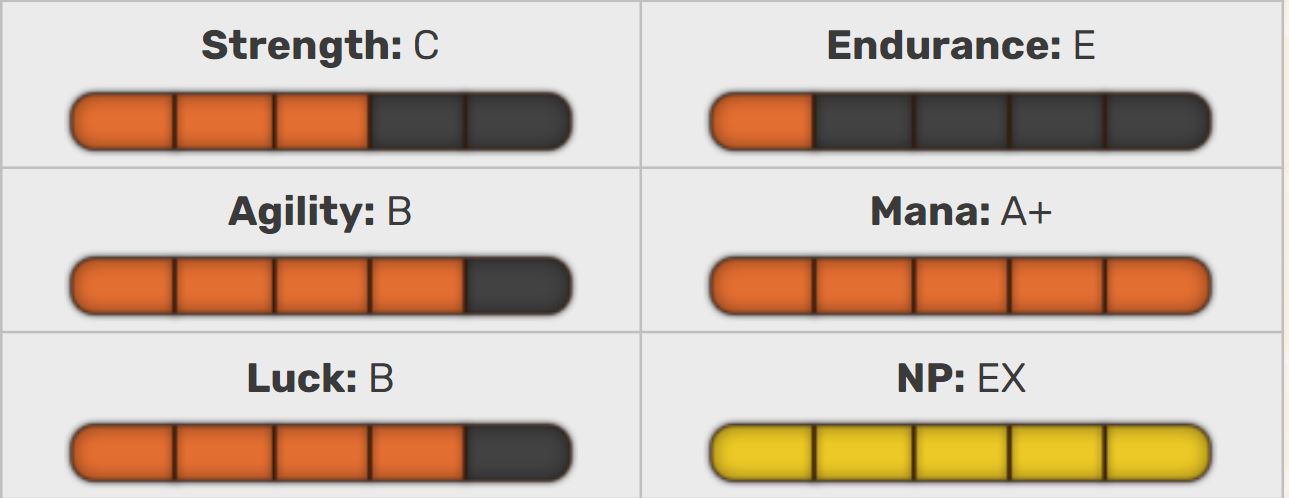 Strength: C
Endurance: E
Agility: B
Mana: A+
Luck: B
NP: EX